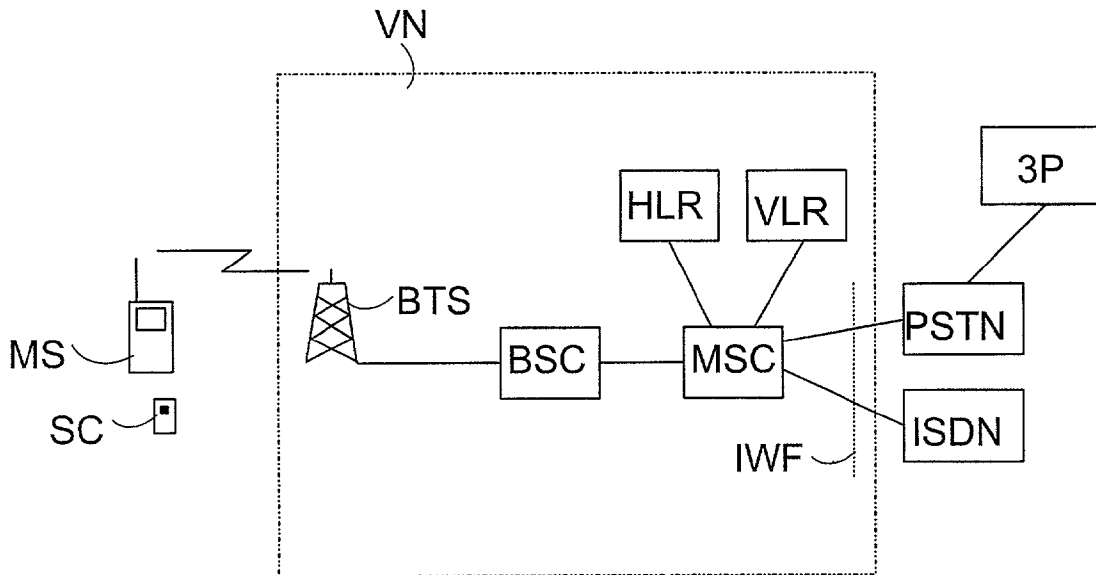 VN
3P
HLR
VLR
BTS
PSTN
MS
BSC
MSC
SC
ISDN
IWF